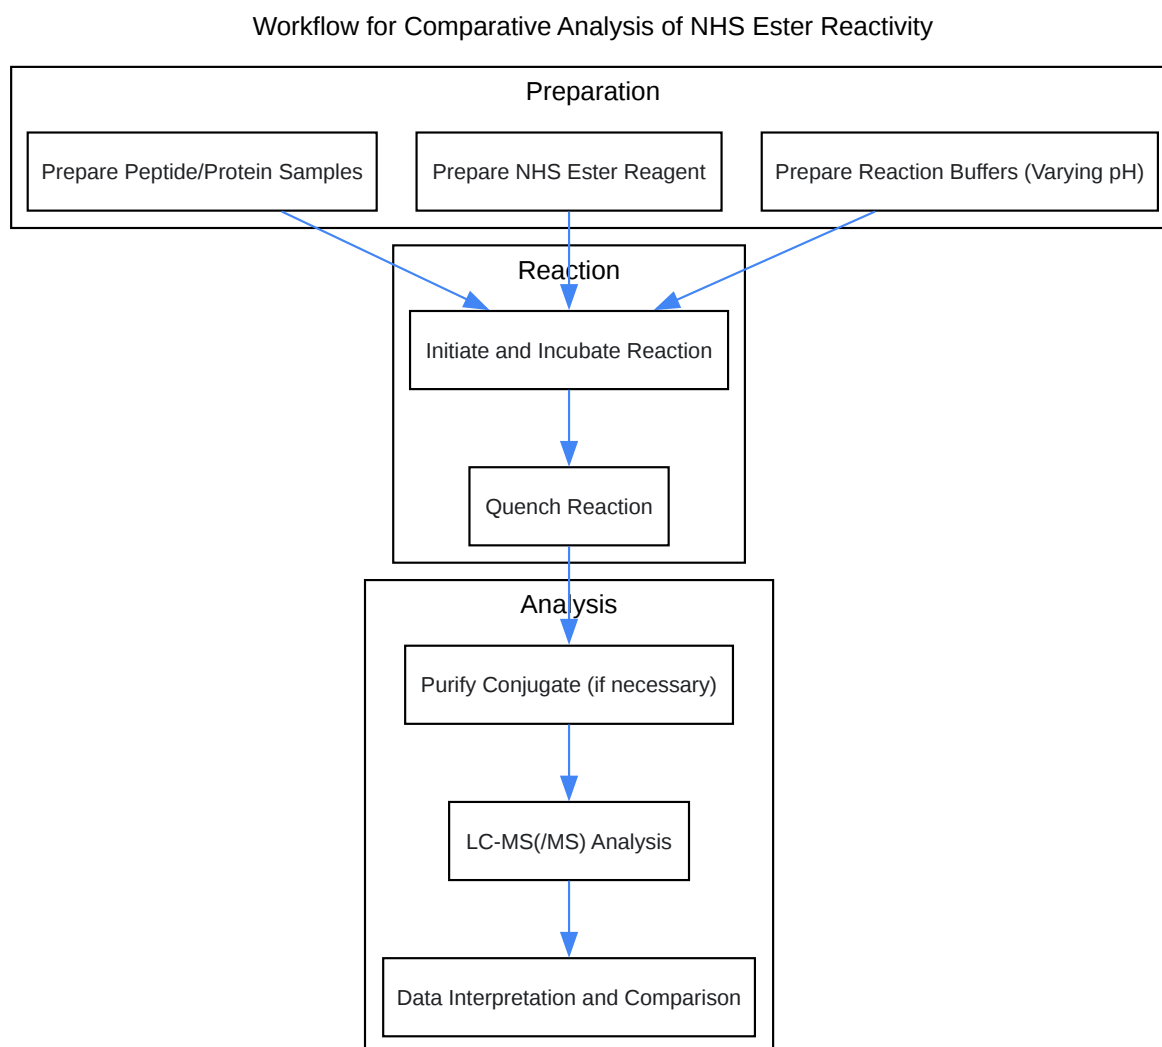 Workflow for Comparative Analysis of NHS Ester Reactivity
Preparation
Prepare Peptide/Protein Samples
Prepare NHS Ester Reagent
Prepare Reaction Buffers (Varying pH)
Reaction
Initiate and Incubate Reaction
Quench Reaction
Analysis
Purify Conjugate (if necessary)
LC-MS(/MS) Analysis
Data Interpretation and Comparison